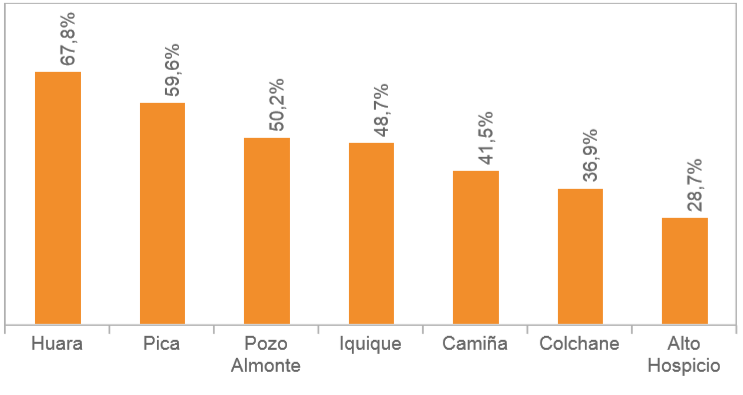 67,8%
59,6%
50,2%
48,7%
41,5%
36,9%
28,7%
Huara
Pica
Pozo
Almonte
Iquique
Camiña
Colchane
Alto
Hospicio